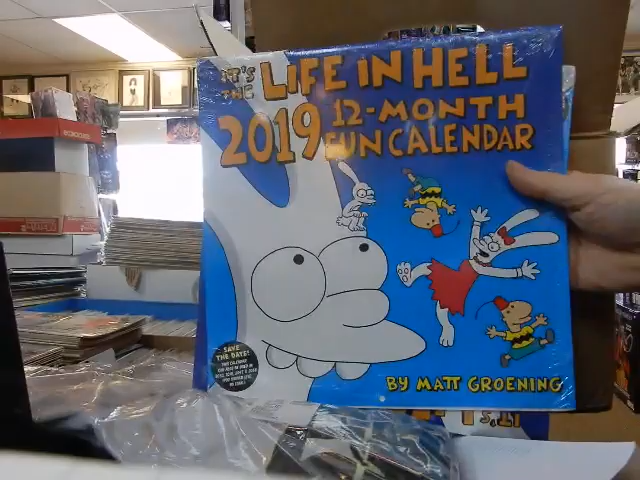 IT'S
THE LIFE IN HELL
2019 12-MONTH
FUN CALENDAR
SAVE
THE DATE!
BY MATT GROENING